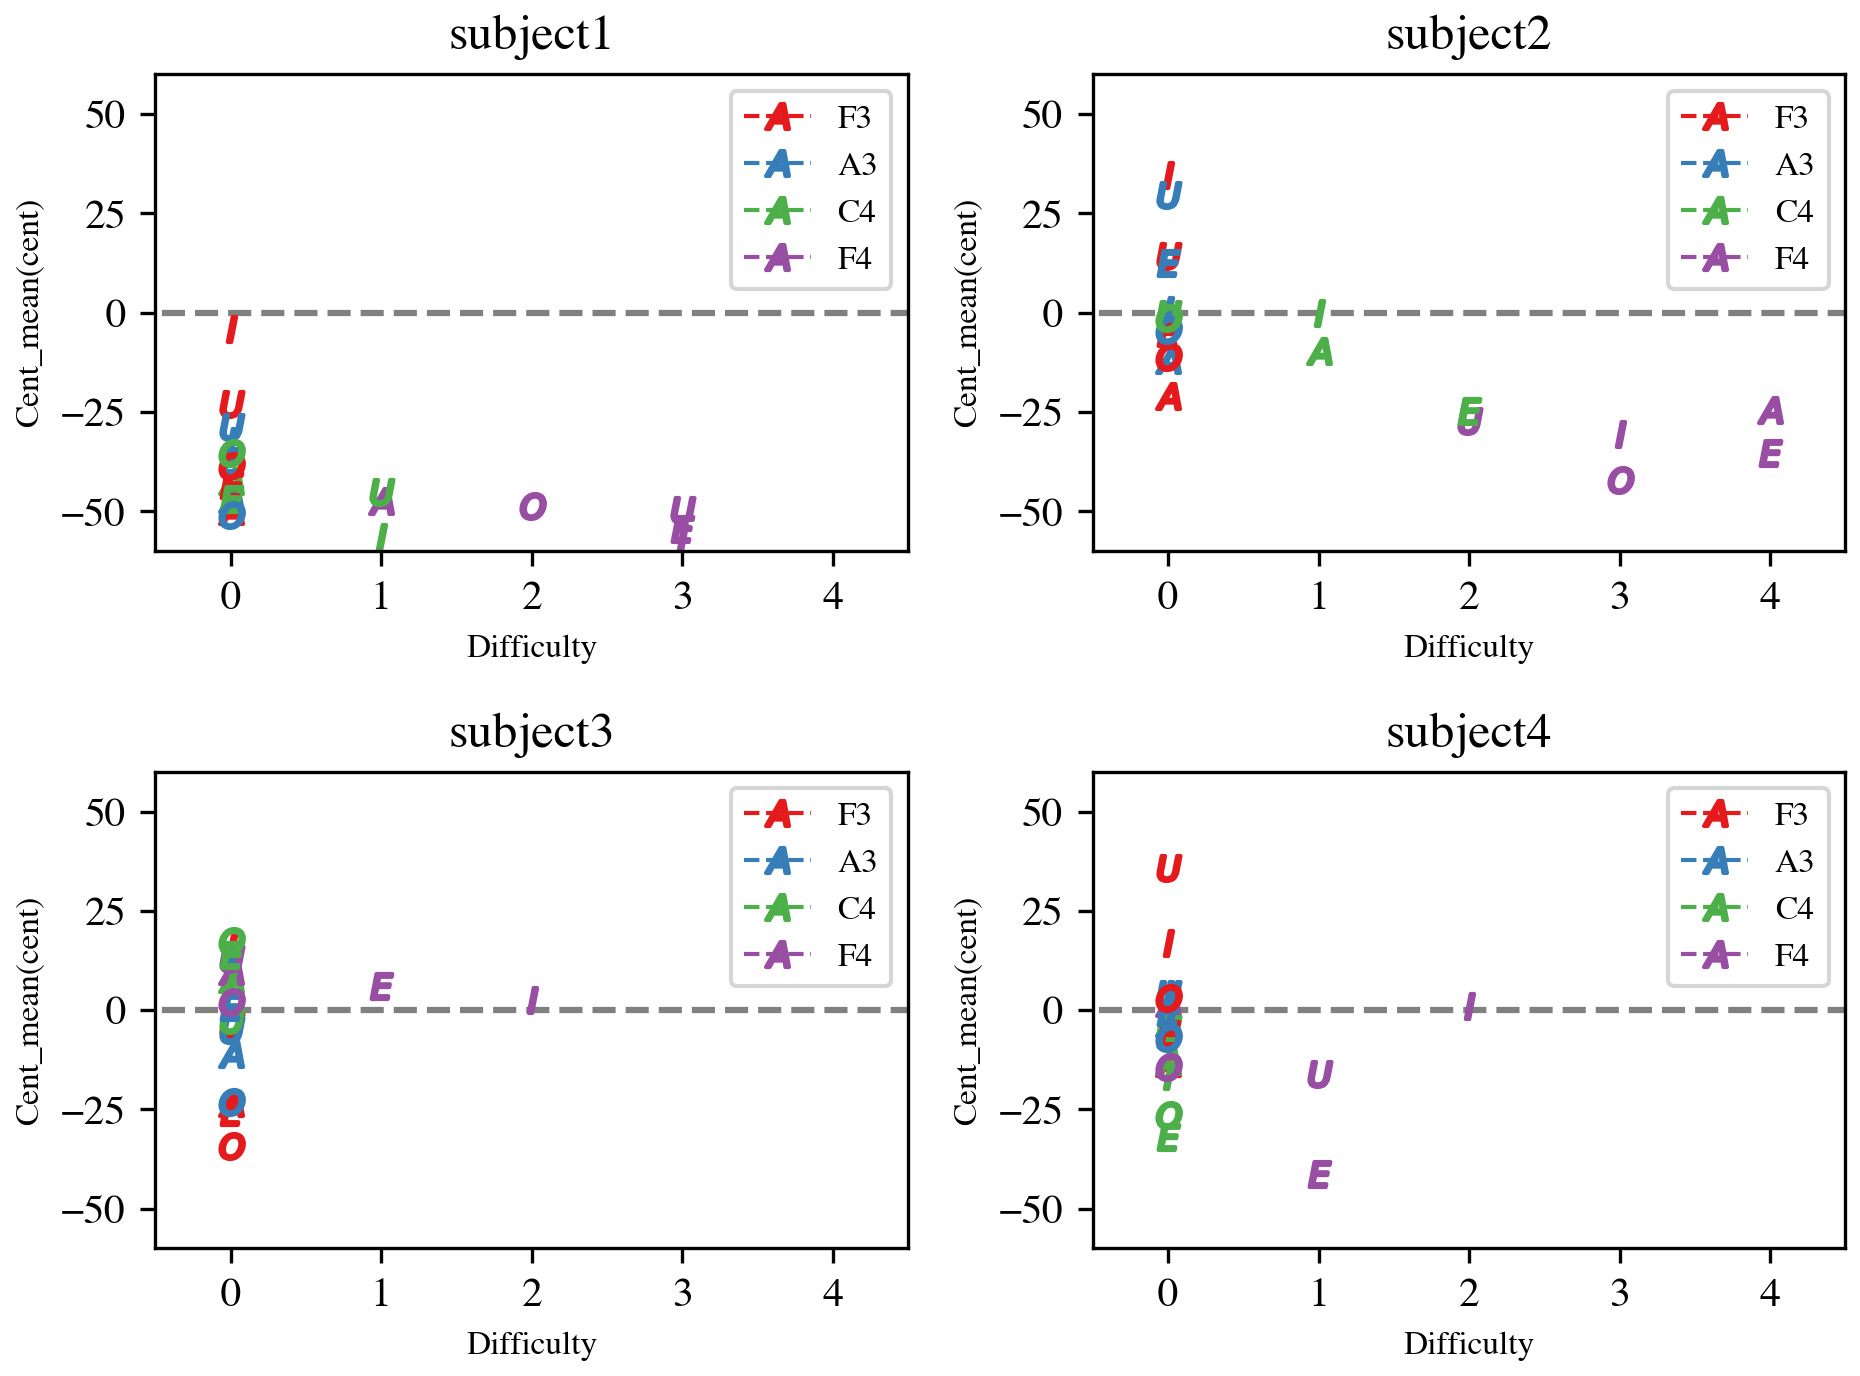 subject1
Cent_mean(cent)
50
25
0
−25
−50
F3
A3
C4
F4
I
U
U
O
O
O
U
A
I
O
U
E
I
0 1 2 3 4
Difficulty
subject2
Cent_mean(cent)
50
25
0
−25
−50
F3
A3
C4
F4
I
U
U
E
O
O
A
I
A
E
U
I
O
A
E
0 1 2 3 4
Difficulty
subject3
Cent_mean(cent)
50
25
0
−25
−50
F3
A3
C4
F4
O
O
A
O
O
E
I
0 1 2 3 4
Difficulty
subject4
Cent_mean(cent)
50
25
0
−25
−50
F3
A3
C4
F4
U
I
O
O
O
O
E
U
E
I
0 1 2 3 4
Difficulty